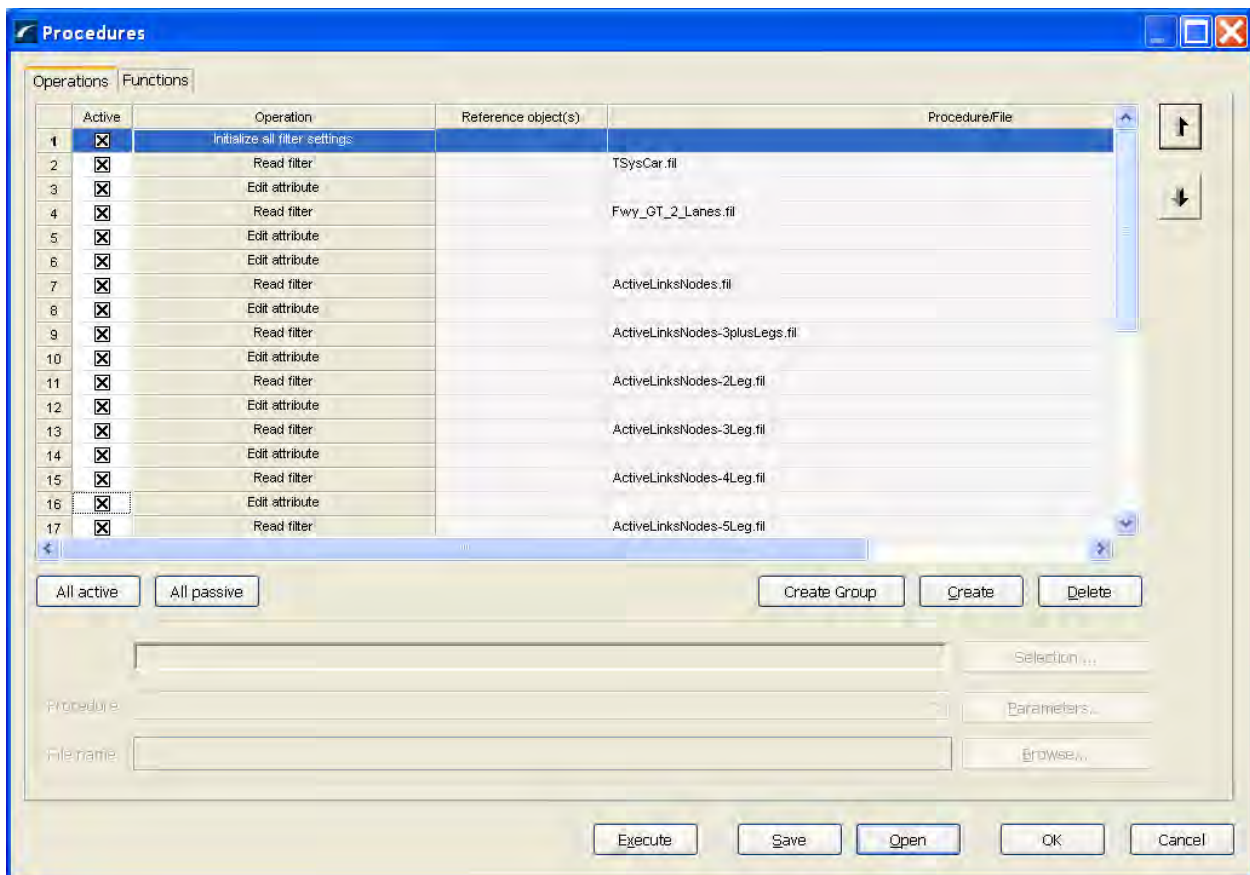 Procedures
Operations Functions
Active Operation Reference object(s) Procedure/File
1 Initialize all filter settings
2 Read filter TSysCar.fil
3 Edit attribute
4 Read filter Fwy_GT_2_Lanes.fil
5 Edit attribute
6 Edit attribute
7 Read filter ActiveLinksNodes.fil
8 Edit attribute
9 Read filter ActiveLinksNodes-3plusLegs.fil
10 Edit attribute
11 Read filter ActiveLinksNodes-2Leg.fil
12 Edit attribute
13 Read filter ActiveLinksNodes-3Leg.fil
14 Edit attribute
15 Read filter ActiveLinksNodes-4Leg.fil
16 Edit attribute
17 Read filter ActiveLinksNodes-5Leg.fil
All active All passive Create Group Create Delete
Selection ...
Procedure Parameters...
File name Browse...
Execute Save Open OK Cancel